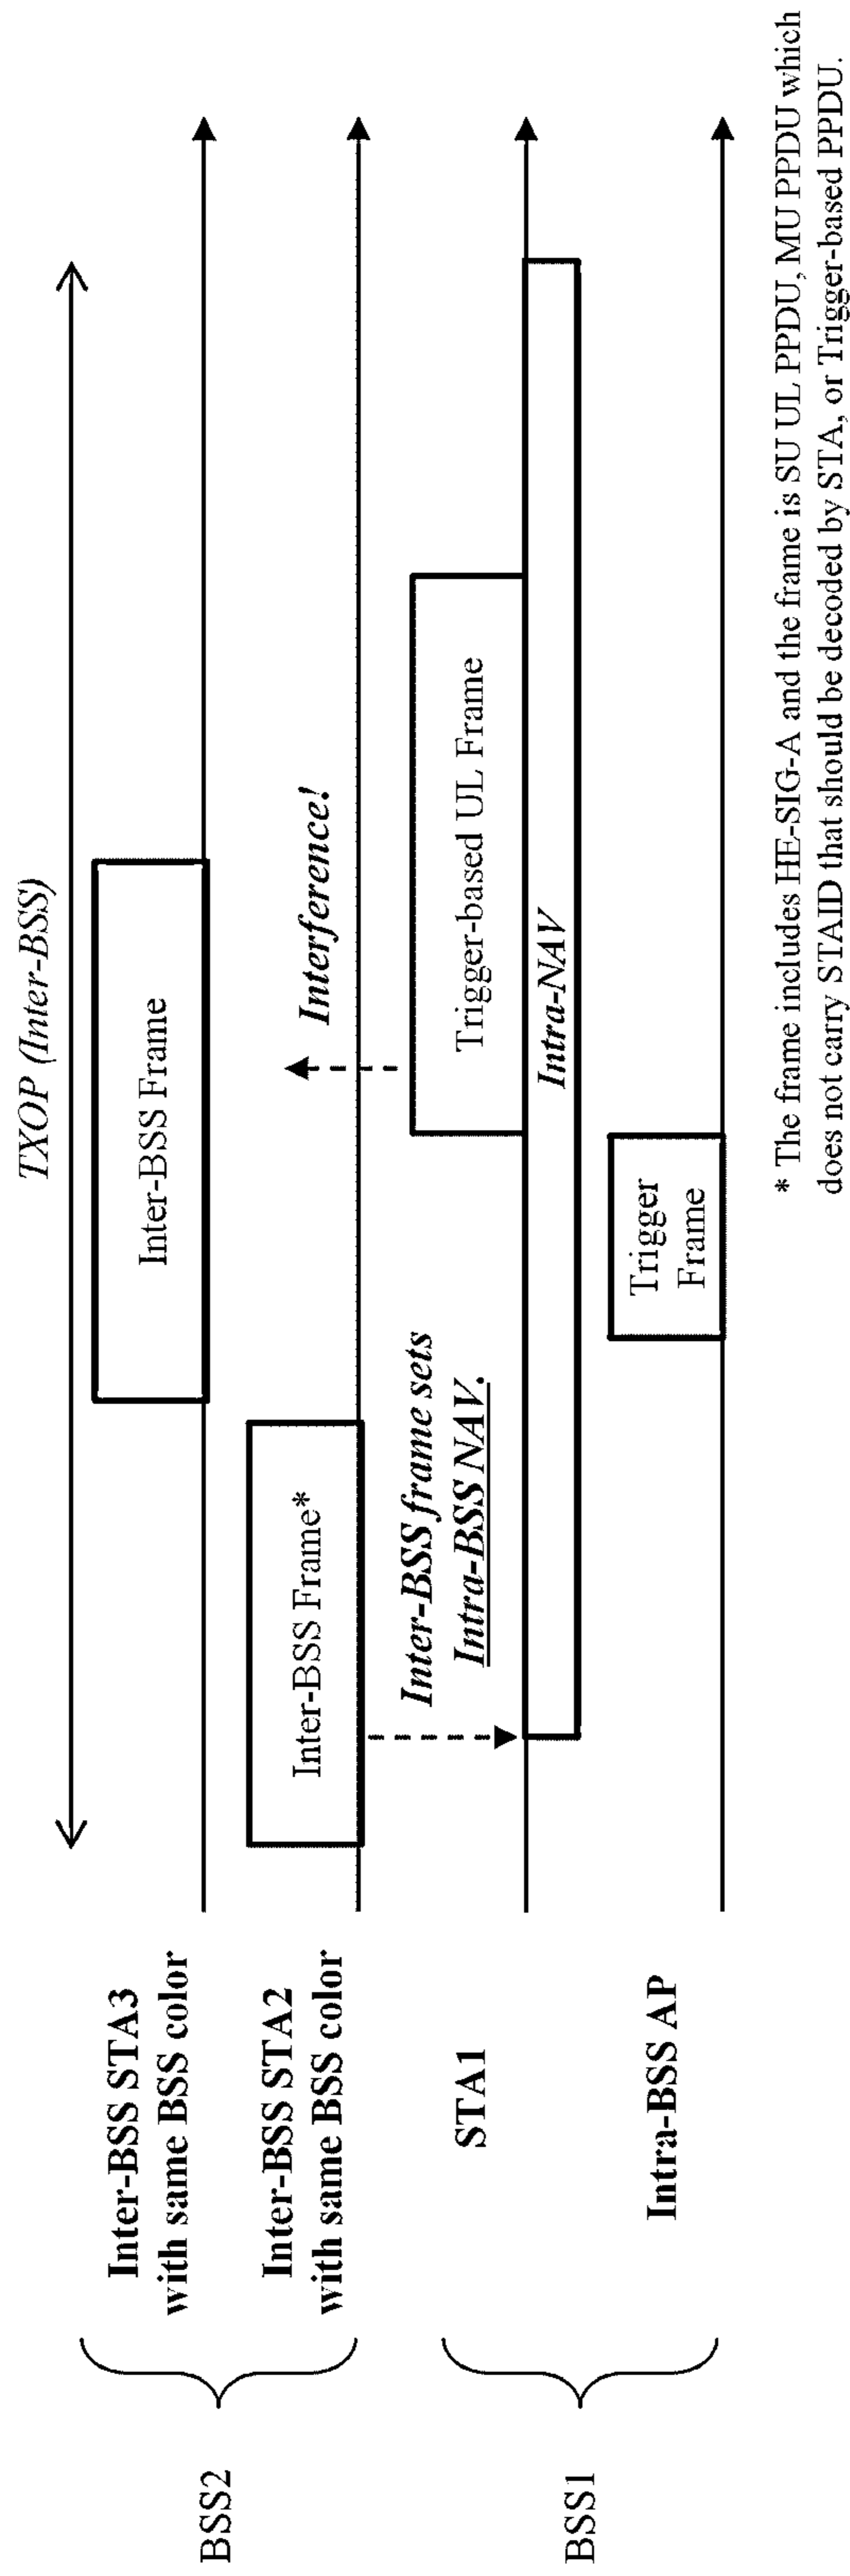 TXOP (Inter-BSS)
BSS2
Inter-BSS STA3
with same BSS color
Inter-BSS Frame
Inter-BSS STA2
with same BSS color
Inter-BSS Frame*
Interference!
BSS1
STA1
Inter-BSS frame sets
Intra-BSS NAV.
Trigger-based UL Frame
Intra-NAV
Intra-BSS AP
Trigger
Frame
* The frame includes HE-SIG-A and the frame is SU UL PPDU, MU PPDU which
does not carry STAID that should be decoded by STA, or Trigger-based PPDU.